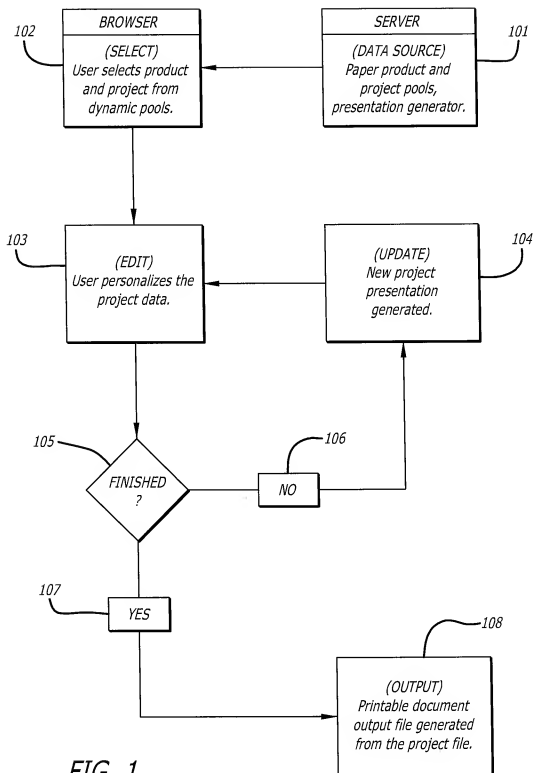 BROWSER
102
(SELECT)
User selects product
and project from
dynamic pools.
SERVER
101
(DATA SOURCE)
Paper product and
project pools,
presentation generator.
103
(EDIT)
User personalizes the
project data.
104
(UPDATE)
New project
presentation
generated.
105
FINISHED
?
106
NO
107
YES
108
(OUTPUT)
Printable document
output file generated
from the project file.
FIG. 1